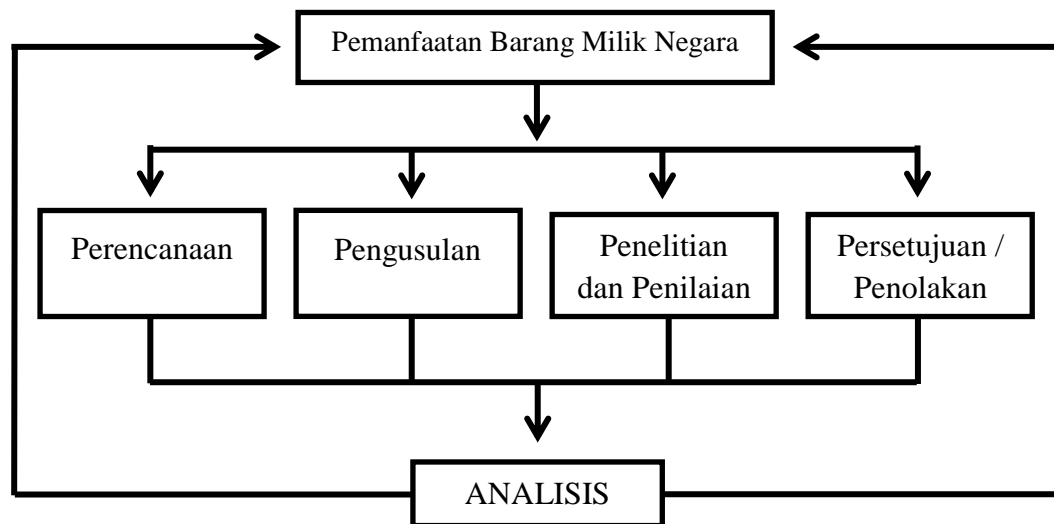 Pemanfaatan Barang Milik Negara
Perencanaan
Pengusulan
Penelitian
dan Penilaian
Persetujuan /
Penolakan
ANALISIS